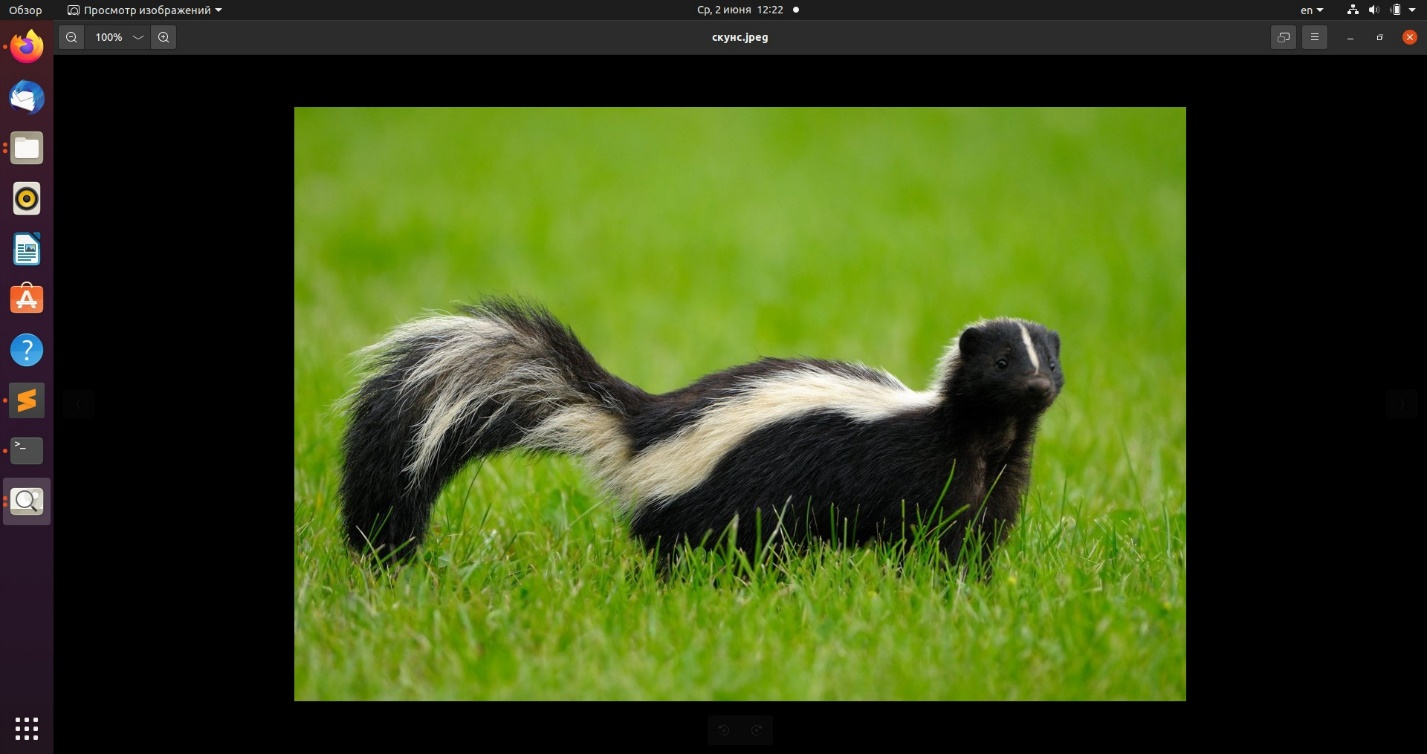 Обзор
Просмотр изображений
Ср, 2 июня 12:22
en
100%
скунс.jpeg